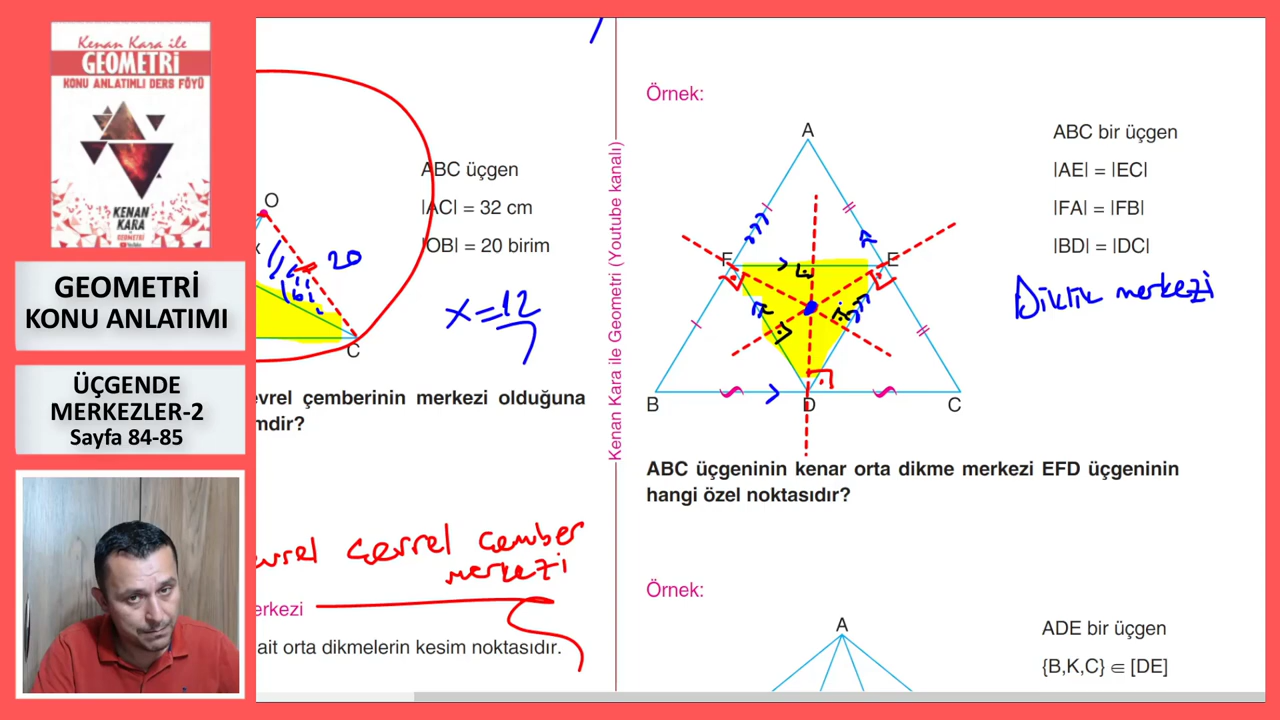 Kenan Kara ile
GEOMETRİ
KONU ANLATIMLI DERS FÖYÜ
KENAN
KARA
ile
GEOMETRİ
GEOMETRİ
KONU ANLATIMI
ÜÇGENDE
MERKEZLER-2
Sayfa 84-85
O
x
20
16
C
ABC üçgen
|AC| = 32 cm
|OB| = 20 birim
x = 12
evrel çemberinin merkezi olduğuna
mdir?
çevrel çember
merkezi
erkezi
ait orta dikmelerin kesim noktasıdır.
Kenan Kara ile Geometri (Youtube kanalı)
Örnek:
A
F
E
B
D
C
ABC bir üçgen
|AE| = |EC|
|FA| = |FB|
|BD| = |DC|
Diklik merkezi
ABC üçgeninin kenar orta dikme merkezi EFD üçgeninin
hangi özel noktasıdır?
Örnek:
A
ADE bir üçgen
{B,K,C} ∈ [DE]